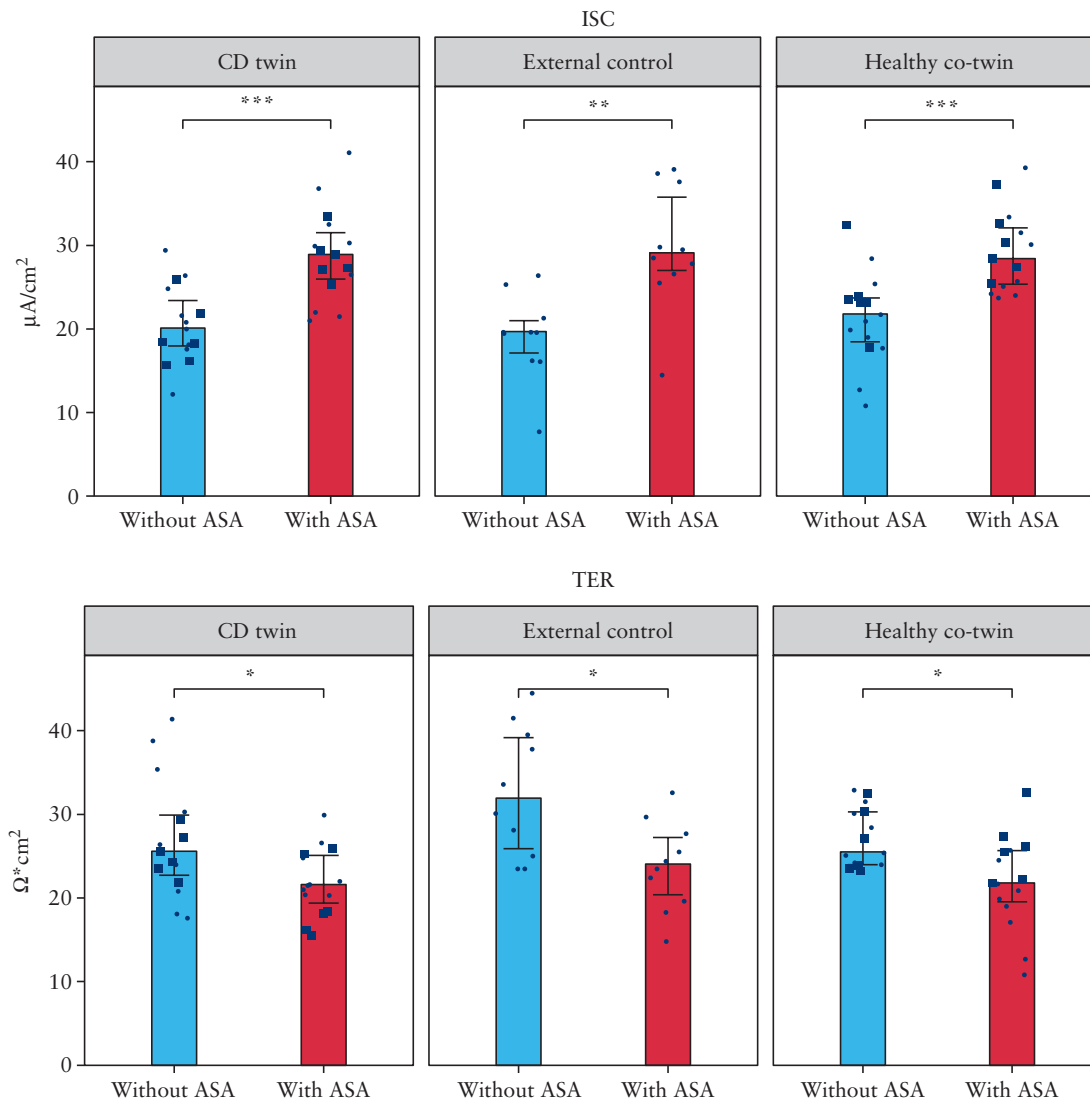 ISC
CD twin External control Healthy co-twin
*** ** ***
40
30
20
10
0
µA/cm²
Without ASA With ASA Without ASA With ASA Without ASA With ASA
TER
CD twin External control Healthy co-twin
* * *
40
30
20
10
0
Ω*cm²
Without ASA With ASA Without ASA With ASA Without ASA With ASA